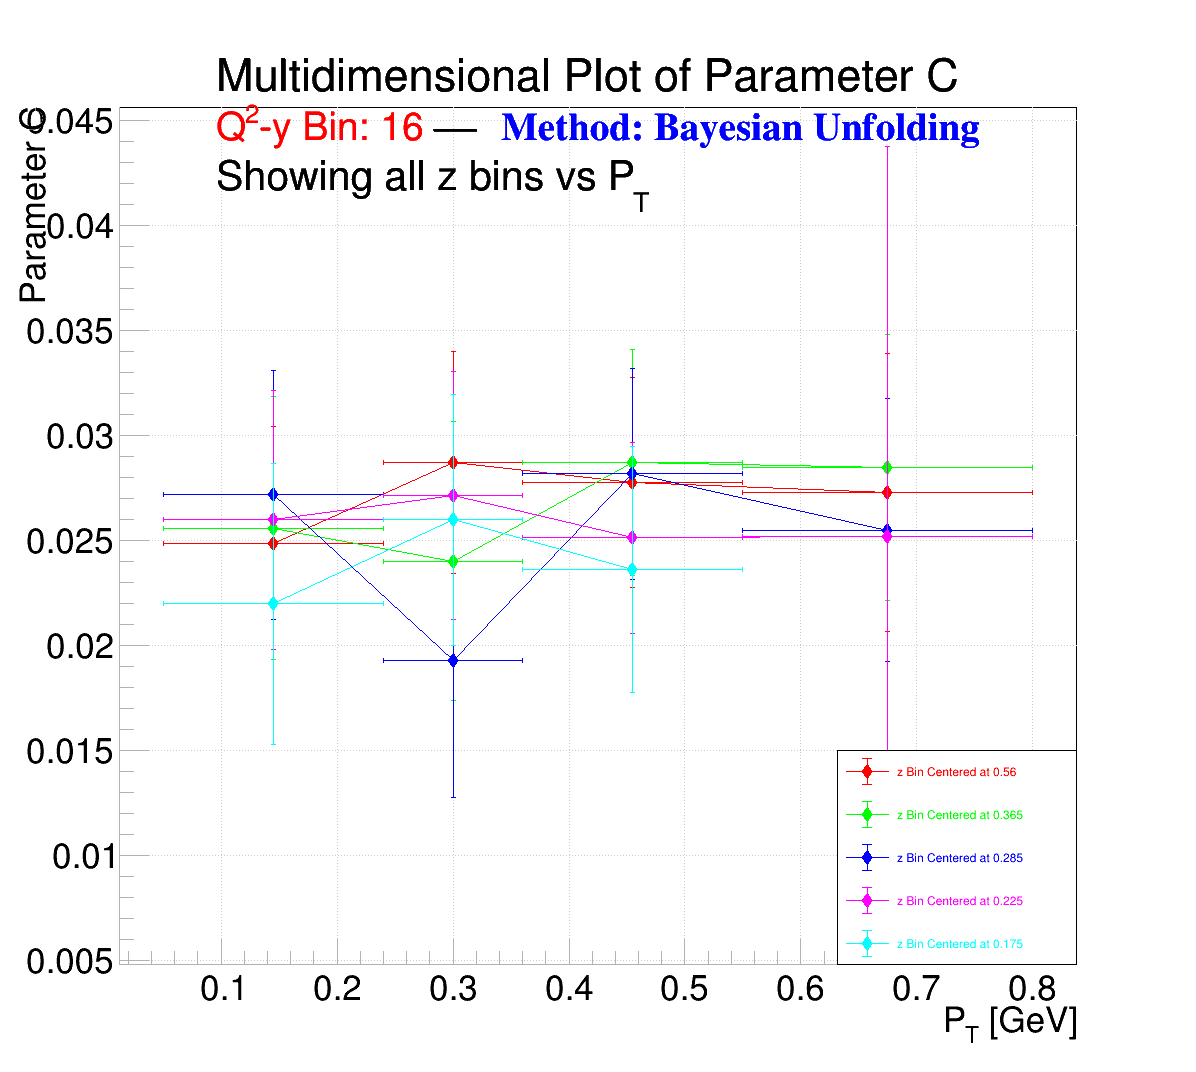 Multidimensional Plot of Parameter C
Q²-y Bin: 16 — Method: Bayesian Unfolding
Showing all z bins vs P_T
Parameter C
0.045
0.04
0.035
0.03
0.025
0.02
0.015
0.01
0.005
z Bin Centered at 0.56
z Bin Centered at 0.365
z Bin Centered at 0.285
z Bin Centered at 0.225
z Bin Centered at 0.175
0.1 0.2 0.3 0.4 0.5 0.6 0.7 0.8
P_T [GeV]